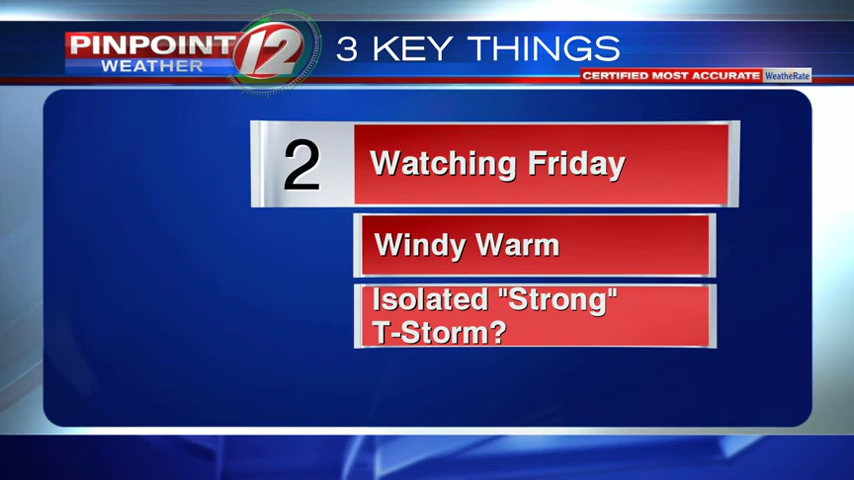 PINPOINT 12
WEATHER
3 KEY THINGS
CERTIFIED MOST ACCURATE WeatheRate
2 Watching Friday
Windy Warm
Isolated "Strong"
T-Storm?